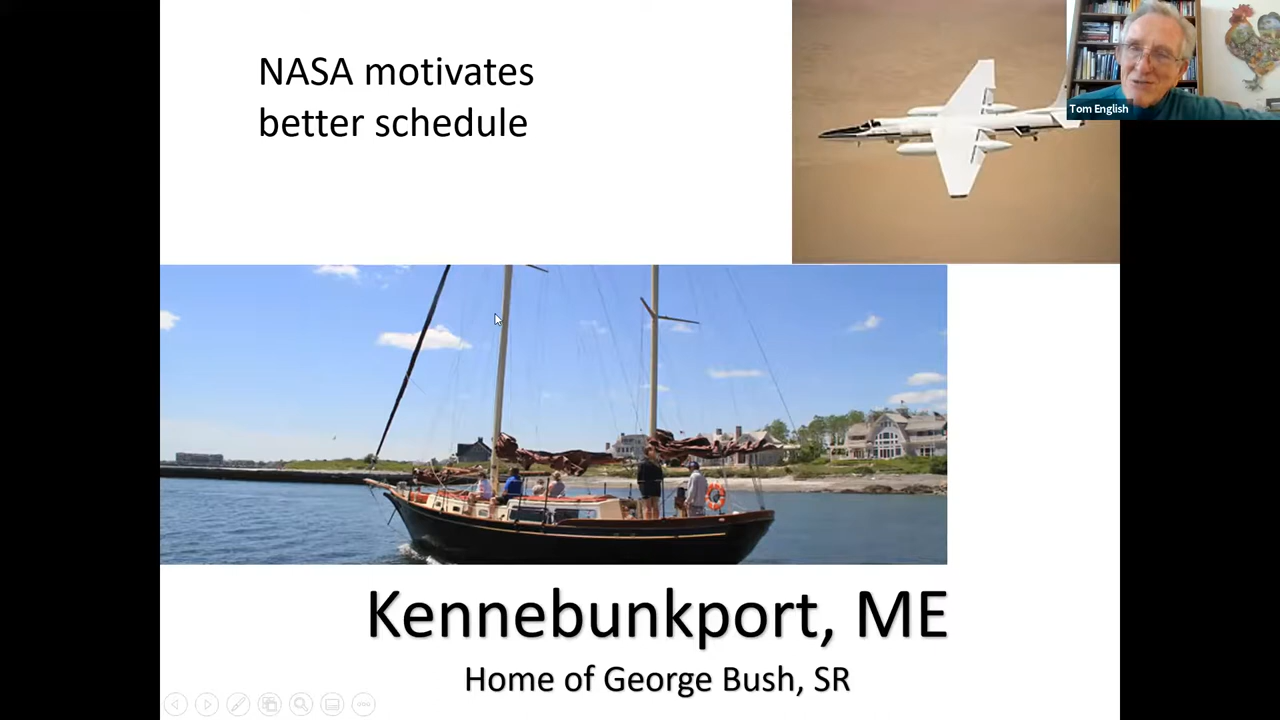 NASA motivates
better schedule
Tom English
Kennebunkport, ME
Home of George Bush, SR